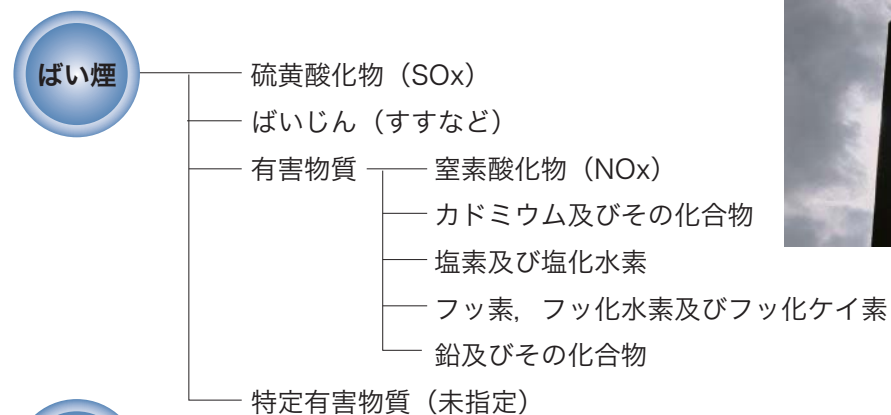 ばい煙
硫黄酸化物（SOx）
ばいじん（すすなど）
有害物質
窒素酸化物（NOx）
カドミウム及びその化合物
塩素及び塩化水素
フッ素，フッ化水素及びフッ化ケイ素
鉛及びその化合物
特定有害物質（未指定）